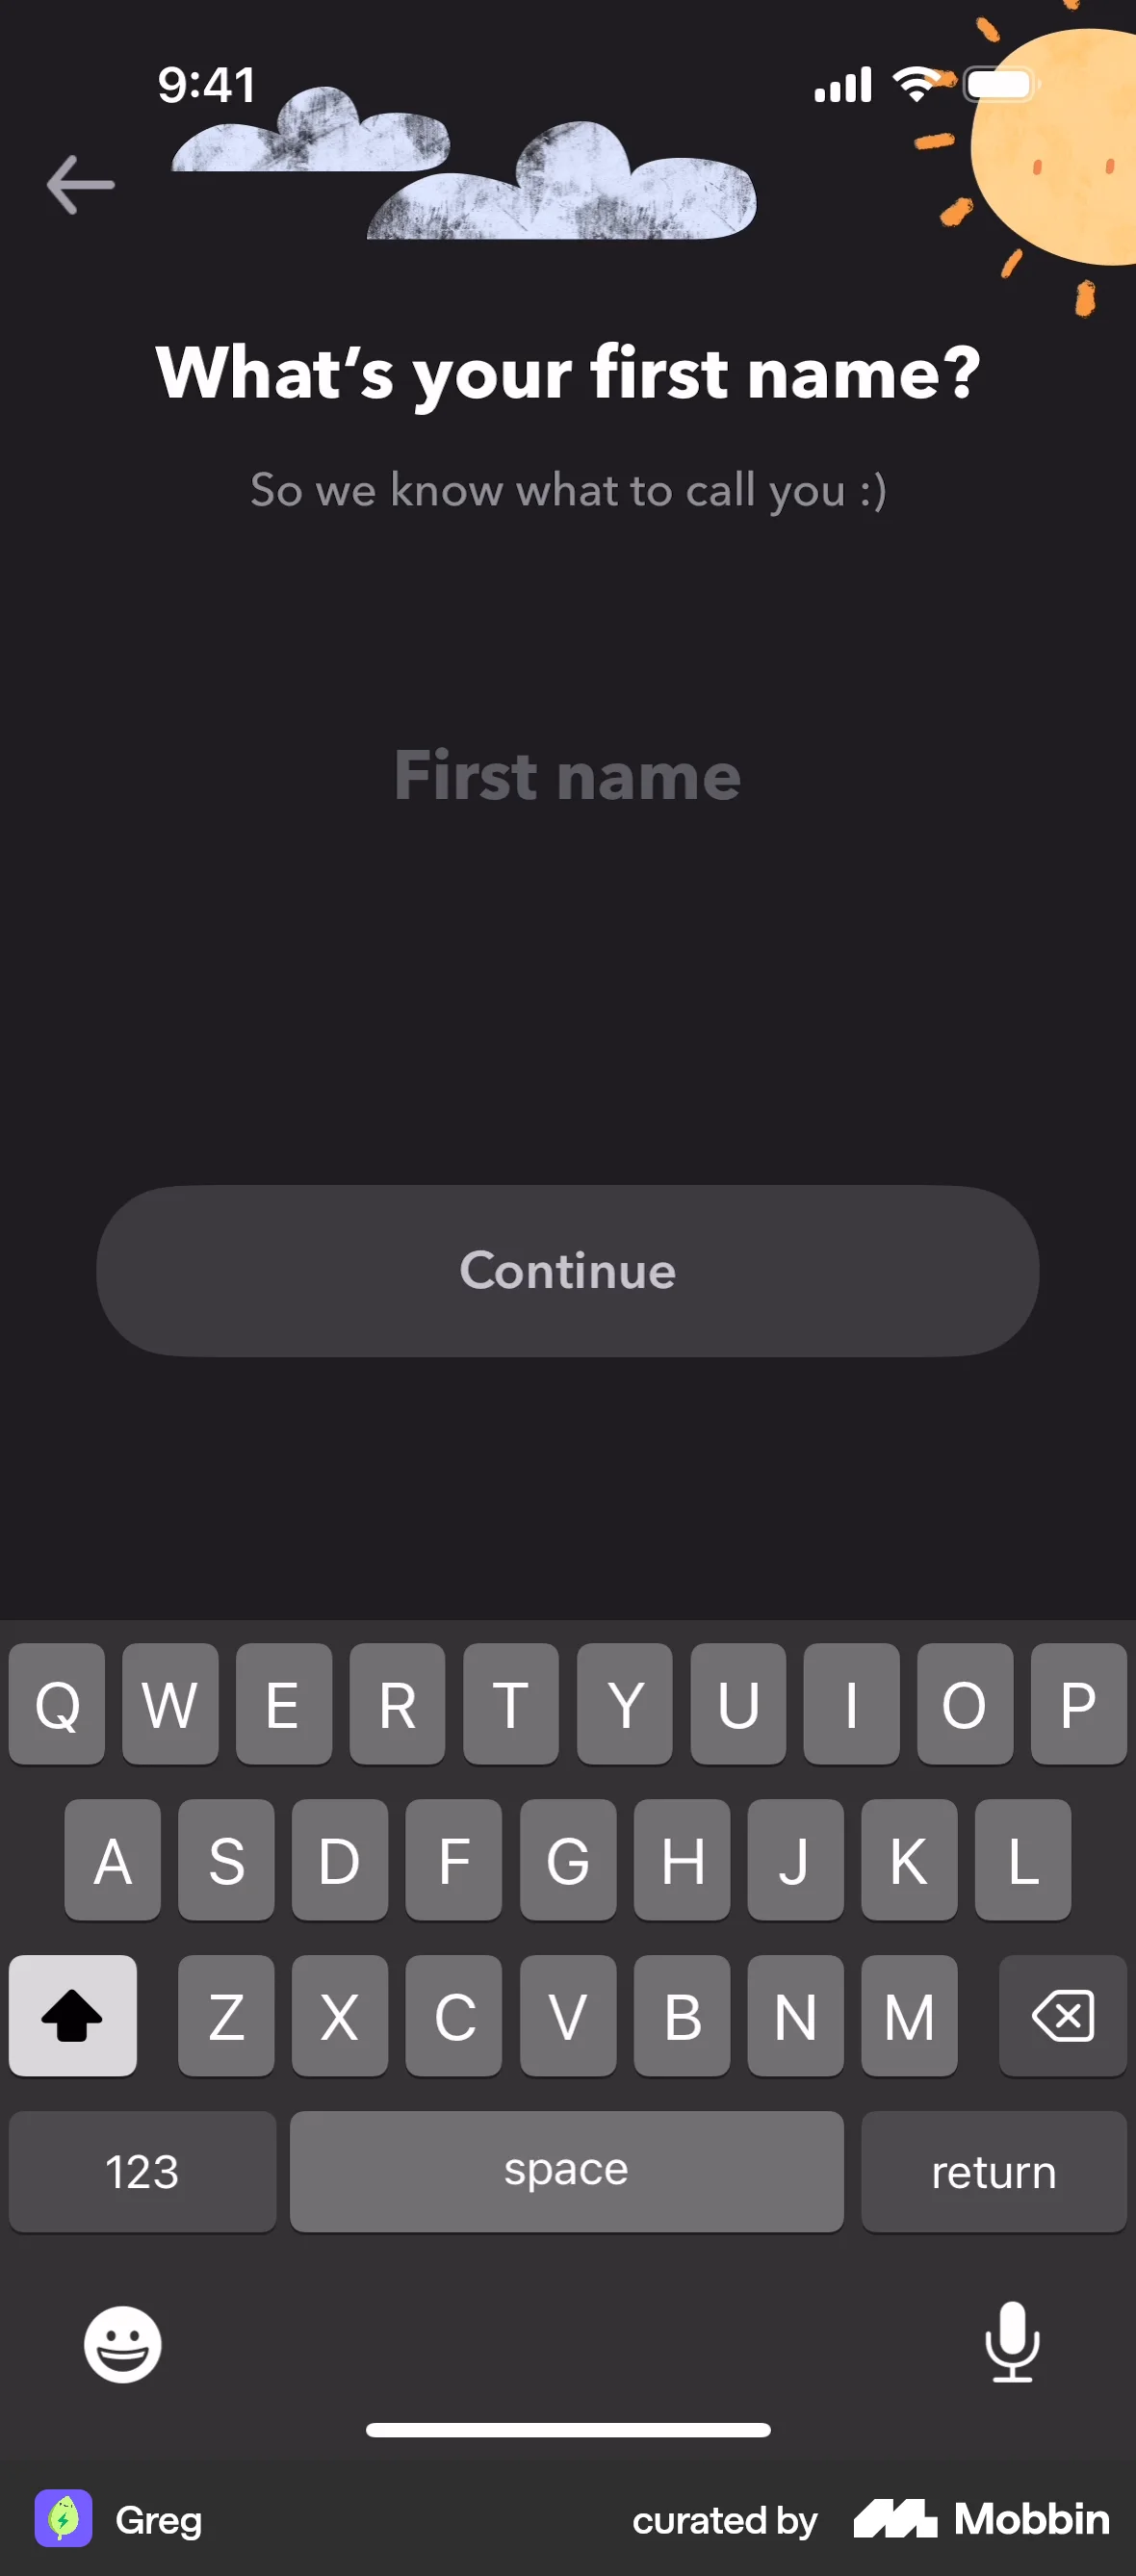 9:41
What’s your first name?
So we know what to call you :)
First name
Continue
Q W E R T Y U I O P
A S D F G H J K L
Z X C V B N M
123 space return
Greg curated by Mobbin